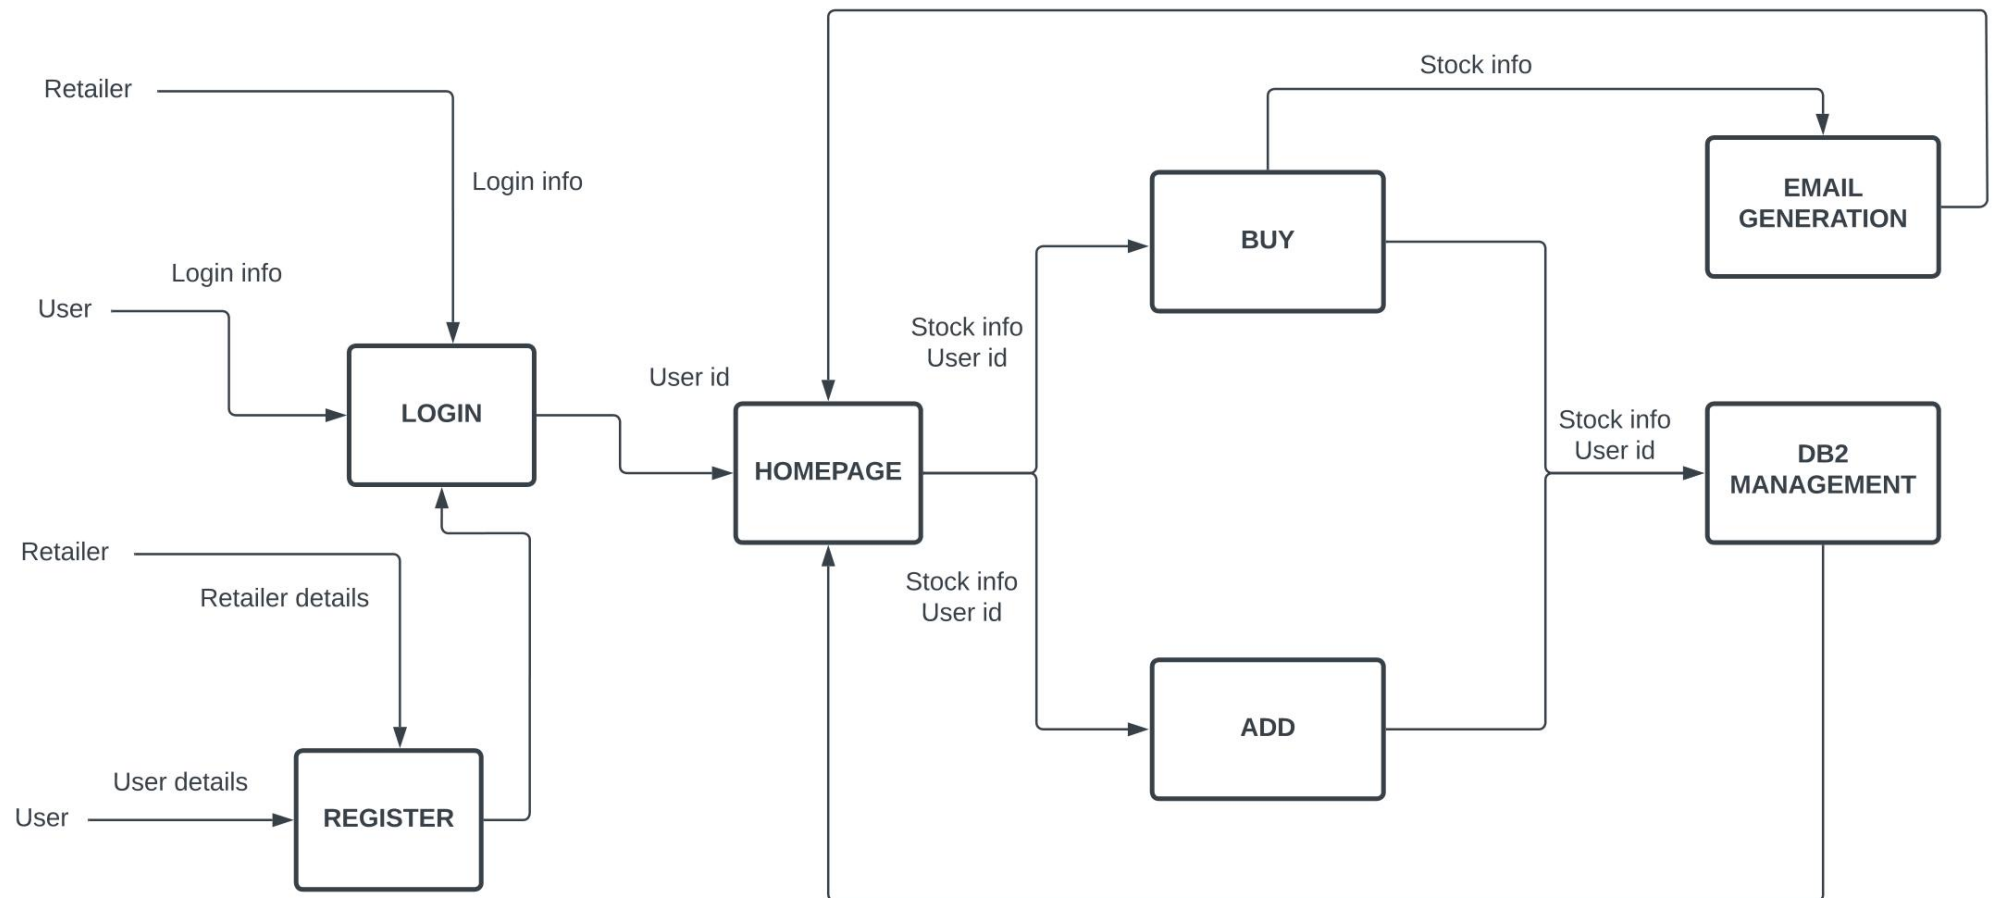 Stock info
Retailer
Login info
EMAIL
GENERATION
BUY
Login info
User
Stock info
User id
User id
LOGIN
Stock info
User id
HOMEPAGE
DB2
MANAGEMENT
Retailer
Stock info
User id
Retailer details
ADD
User details
User
REGISTER